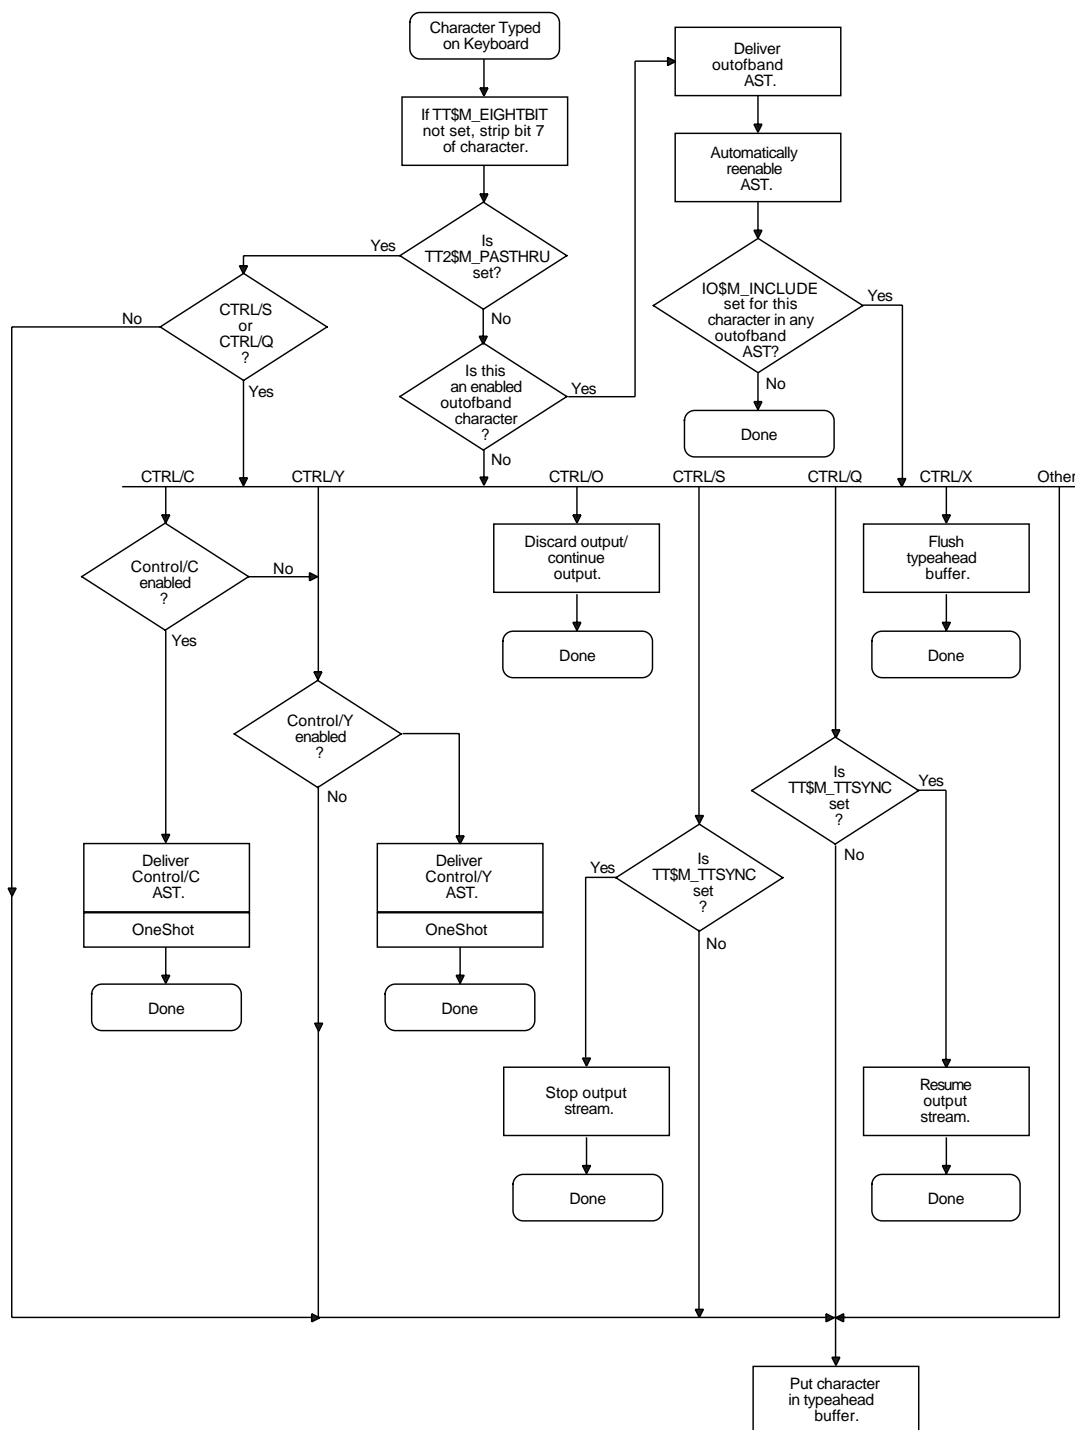 Character Typed
on Keyboard
Deliver
outofband
AST.
If TT$M_EIGHTBIT
not set, strip bit 7
of character.
Automatically
reenable
AST.
Is
TT2$M_PASTHRU
set?
Yes
No
CTRL/S
or
CTRL/Q
?
No
Yes
IO$M_INCLUDE
set for this
character in any
outofband
AST?
Yes
No
Is this
an enabled
outofband
character
?
Yes
No
Done
CTRL/C
CTRL/Y
CTRL/O
CTRL/S
CTRL/Q
CTRL/X
Other
Control/C
enabled
?
No
Yes
Discard output/
continue
output.
Done
Flush
typeahead
buffer.
Done
Control/Y
enabled
?
No
Is
TT$M_TTSYNC
set
?
Yes
No
Deliver
Control/C
AST.
OneShot
Done
Deliver
Control/Y
AST.
OneShot
Done
Is
TT$M_TTSYNC
set
?
Yes
No
Stop output
stream.
Done
Resume
output
stream.
Done
Put character
in typeahead
buffer.